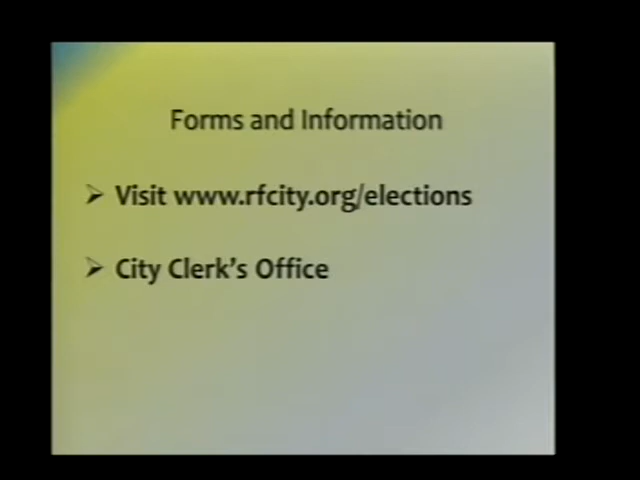 Forms and Information
Visit www.rfcity.org/elections
City Clerk's Office